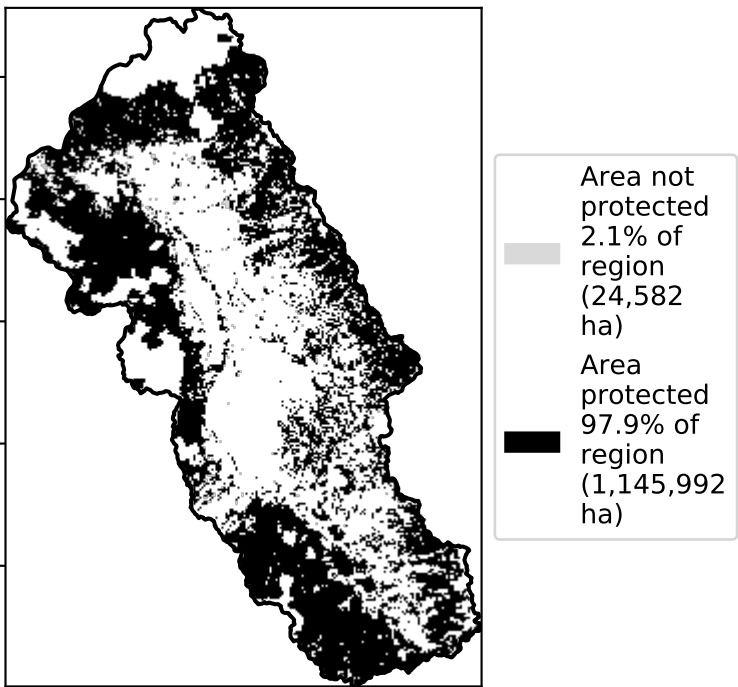 Area not
protected
2.1% of
region
(24,582
ha)
Area
protected
97.9% of
region
(1,145,992
ha)